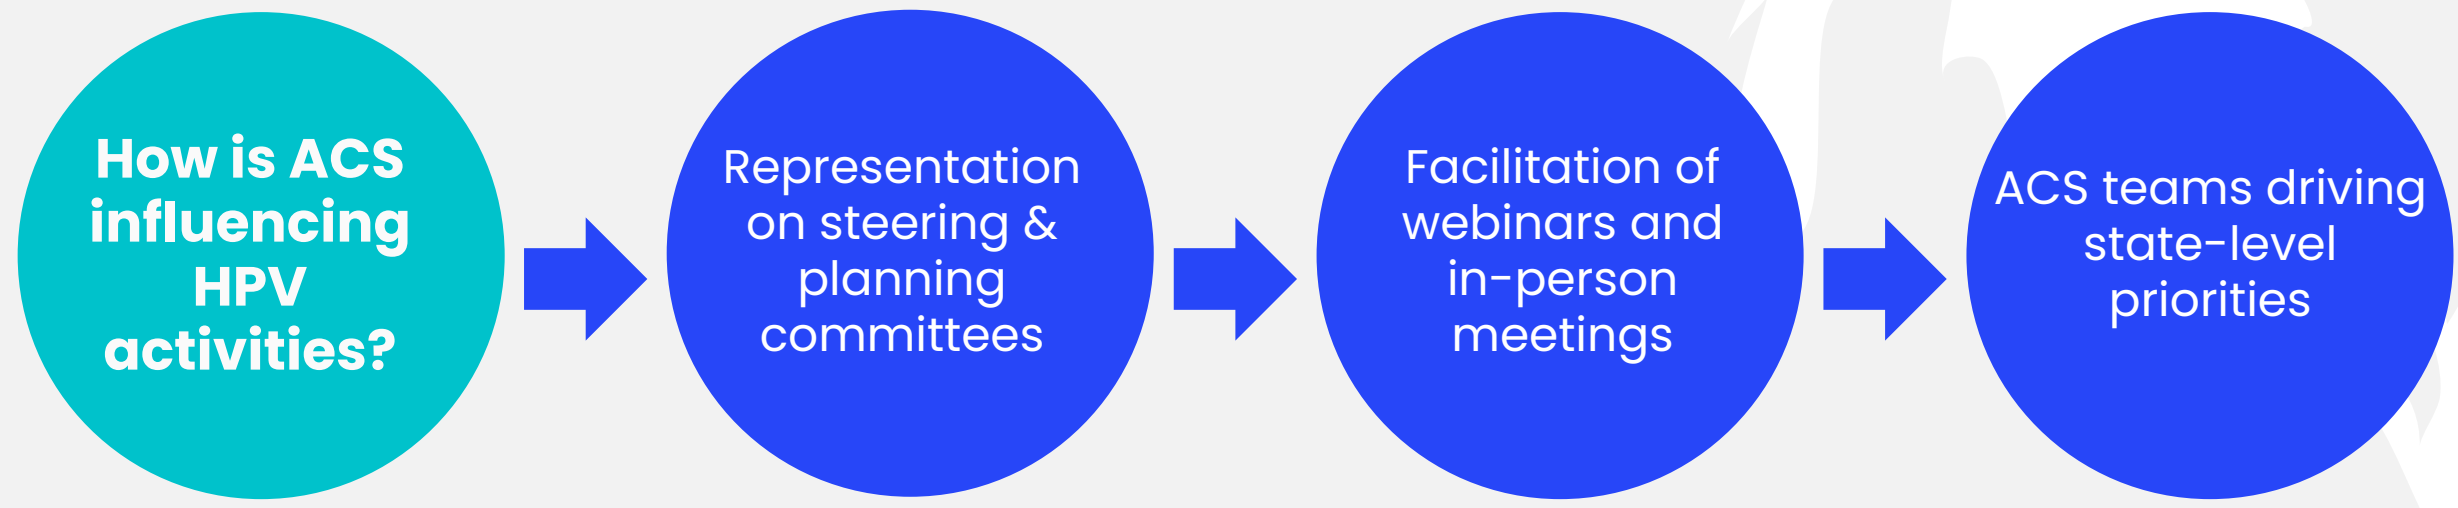 How is ACS
influencing
HPV
activities?
Representation
on steering &
planning
committees
Facilitation of
webinars and
in-person
meetings
ACS teams driving
state-level
priorities